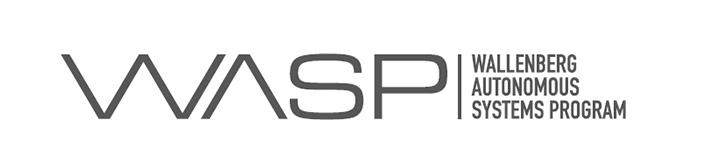 WASP
WALLENBERG
AUTONOMOUS
SYSTEMS PROGRAM